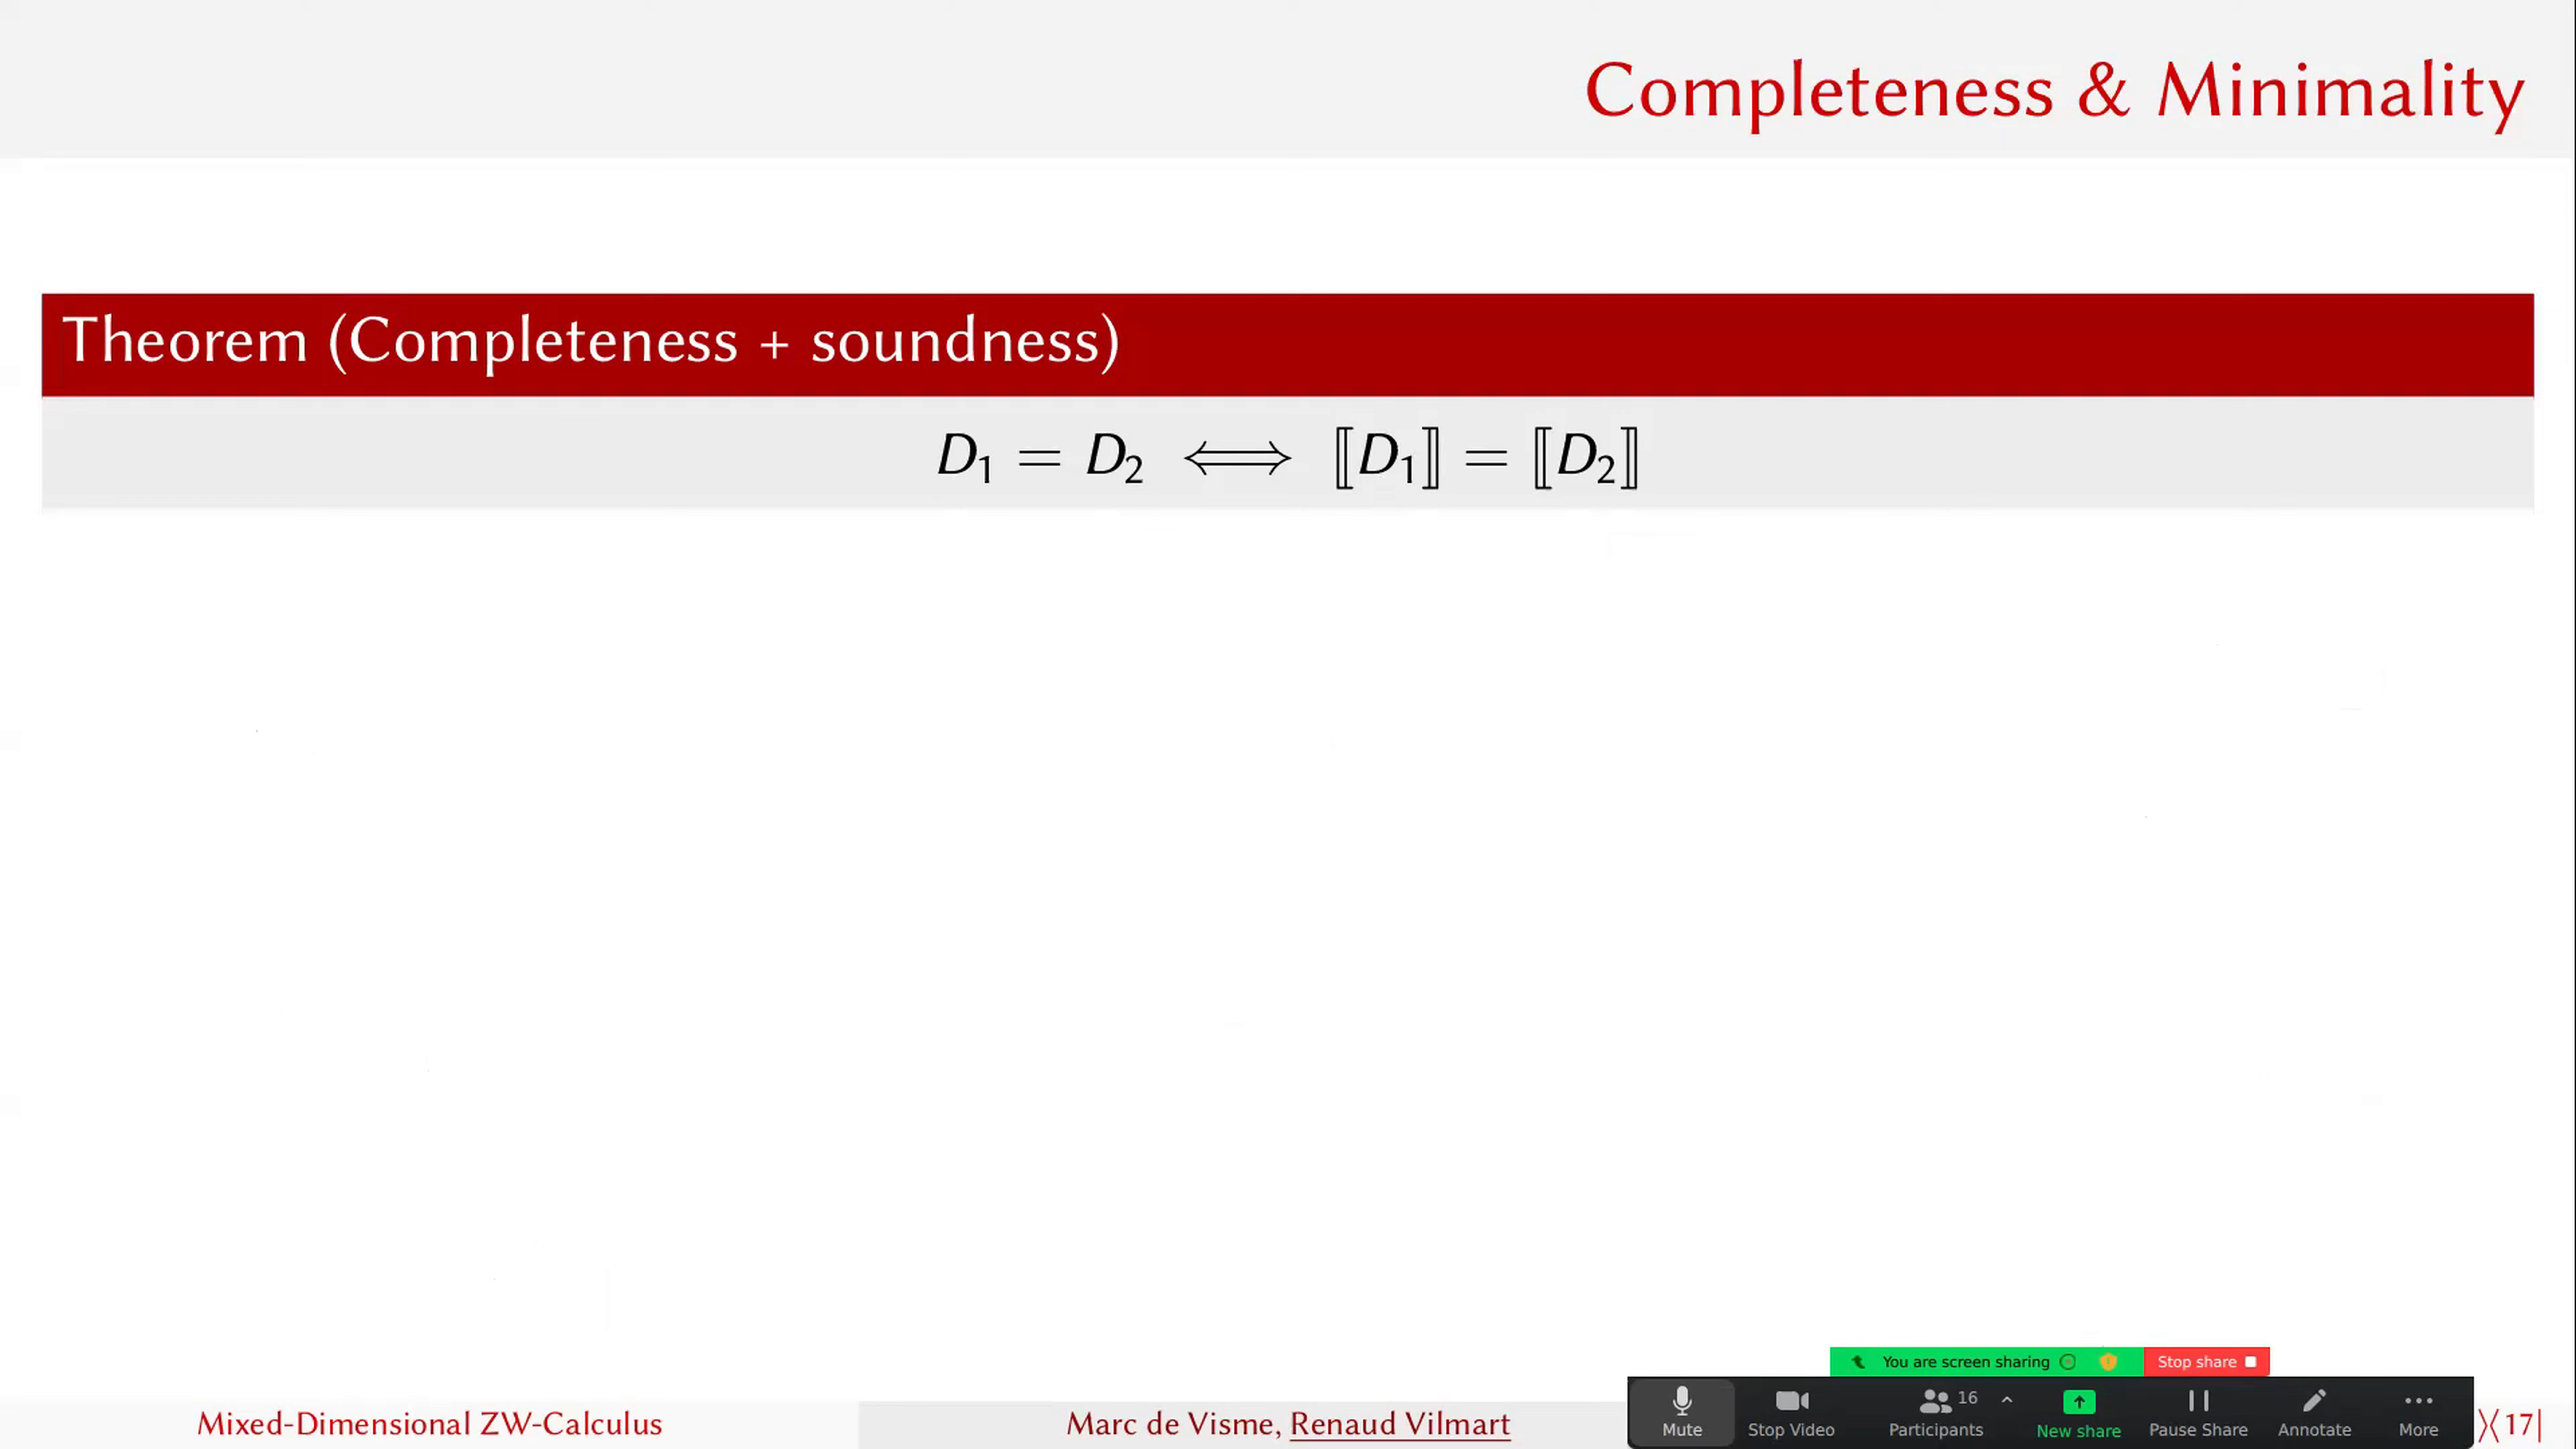 Completeness & Minimality
Theorem (Completeness + soundness)
D₁ = D₂ ⟺ ⟦D₁⟧ = ⟦D₂⟧
You are screen sharing
Stop share
Mute
Stop Video
Participants 16
New share
Pause Share
Annotate
More
Mixed-Dimensional ZW-Calculus
Marc de Visme, Renaud Vilmart
⟩⟨17|